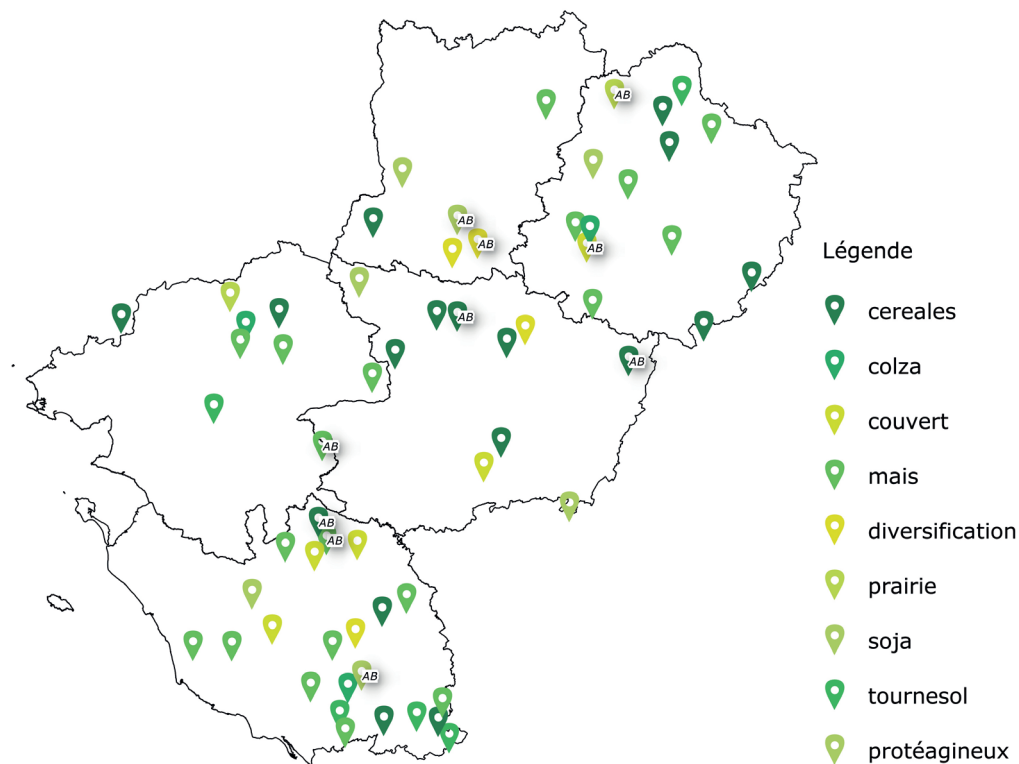 AB
AB
AB
AB
AB
AB
AB
AB
AB
AB
Légende
cereales
colza
couvert
mais
diversification
prairie
soja
tournesol
protéagineux